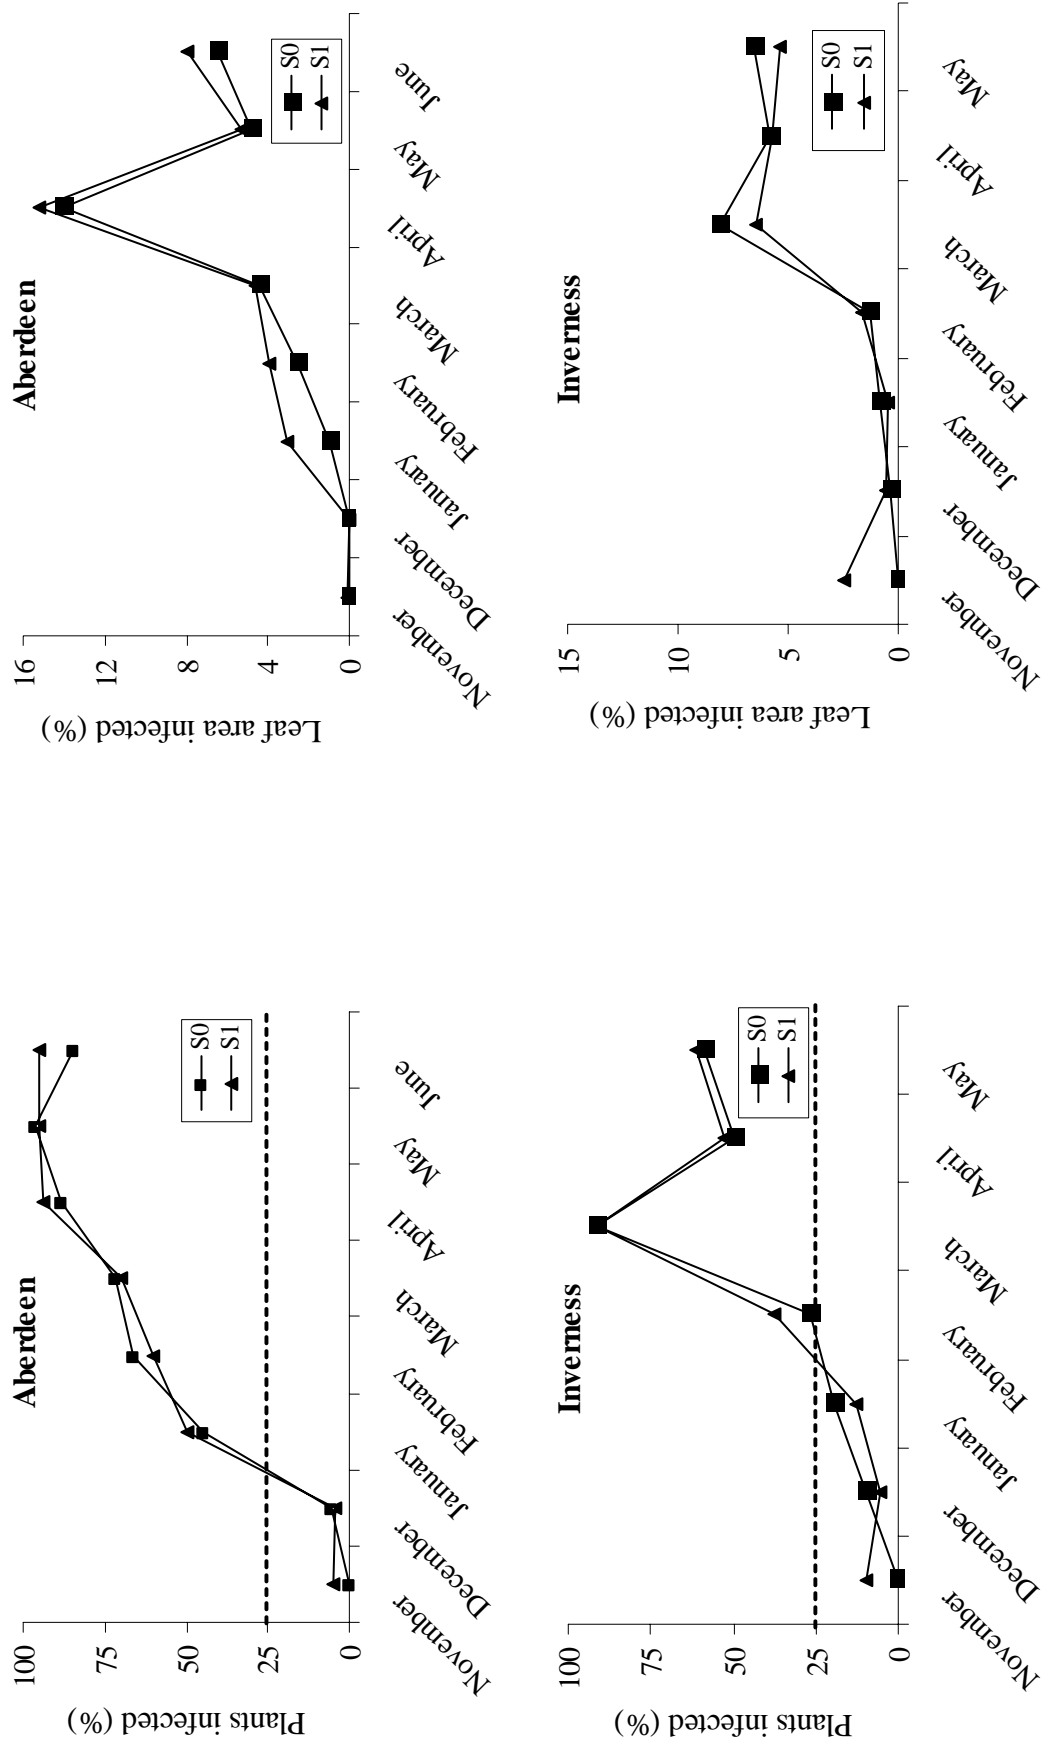 Aberdeen
Plants infected (%)
100
75
50
25
0
November
December
January
February
March
April
May
June
S0
S1
Aberdeen
Leaf area infected (%)
16
12
8
4
0
November
December
January
February
March
April
May
June
S0
S1
Inverness
Plants infected (%)
100
75
50
25
0
November
December
January
February
March
April
May
S0
S1
Inverness
Leaf area infected (%)
15
10
5
0
November
December
January
February
March
April
May
S0
S1